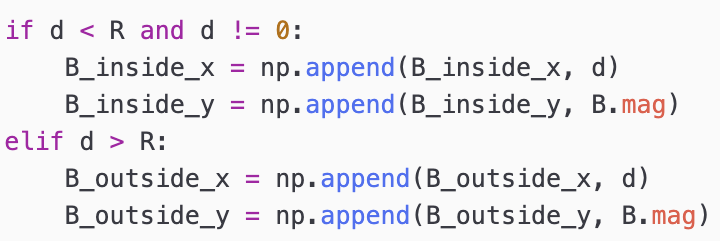 if d < R and d != 0:
    B_inside_x = np.append(B_inside_x, d)
    B_inside_y = np.append(B_inside_y, B.mag)
elif d > R:
    B_outside_x = np.append(B_outside_x, d)
    B_outside_y = np.append(B_outside_y, B.mag)